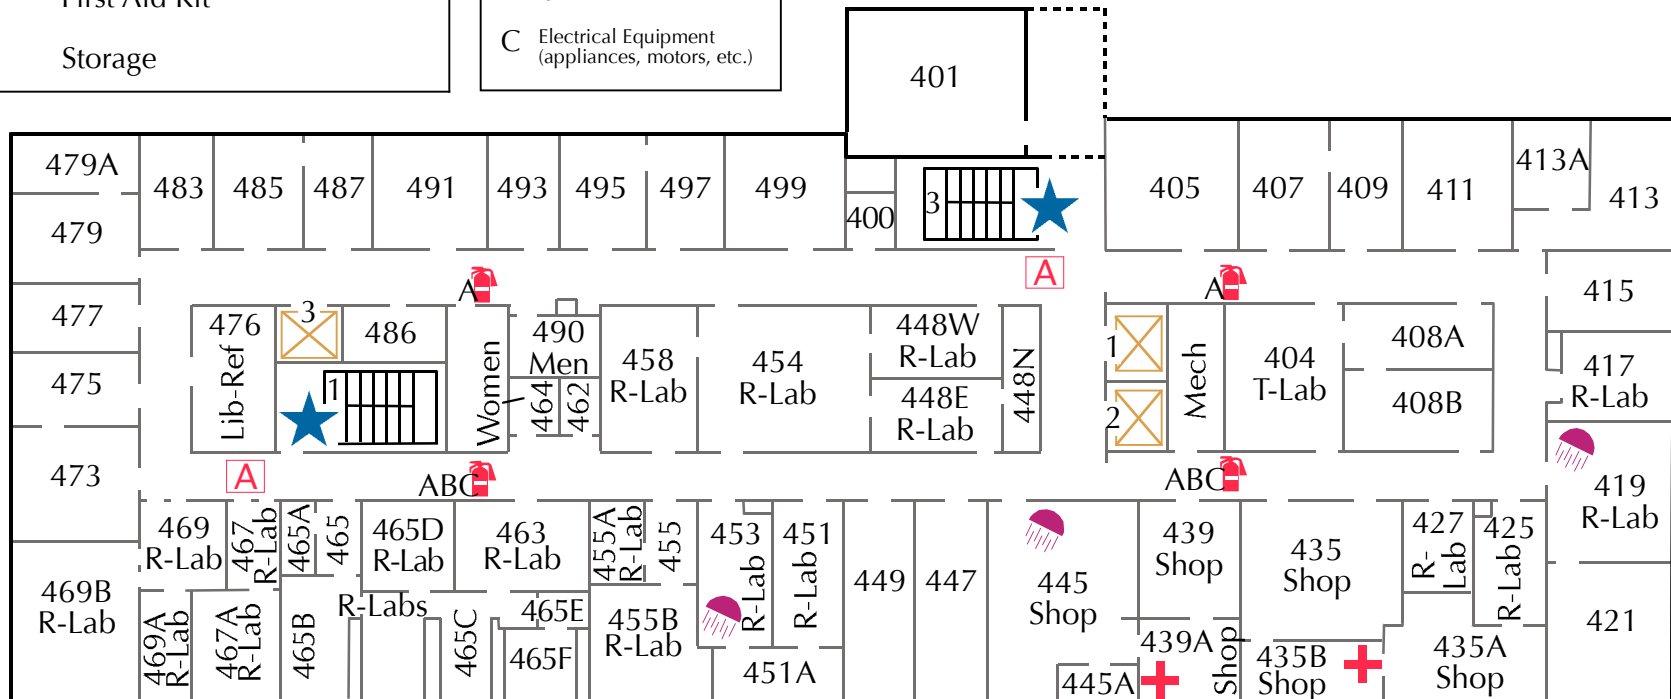 Storage
C Electrical Equipment
(appliances, motors, etc.)
401
479A
483
485
487
491
493
495
497
499
400
3
405
407
409
411
413A
413
479
A
A
A
415
477
476
Lib-Ref
3
486
Women
490
Men
458
R-Lab
454
R-Lab
448W
R-Lab
448N
1
Mech
404
T-Lab
408A
417
R-Lab
475
1
464
462
448E
R-Lab
2
408B
473
A
ABC
ABC
419
R-Lab
469
R-Lab
467
R-Lab
465A
465
465D
R-Lab
463
R-Lab
455A
R-Lab
455
453
R-Lab
451
R-Lab
449
447
445
Shop
439
Shop
435
Shop
427
R-
Lab
425
R-Lab
469B
R-Lab
469A
R-Lab
467A
R-Lab
465B
R-Labs
465C
465E
465F
455B
R-Lab
451A
445A
439A
Shop
435B
Shop
435A
Shop
421